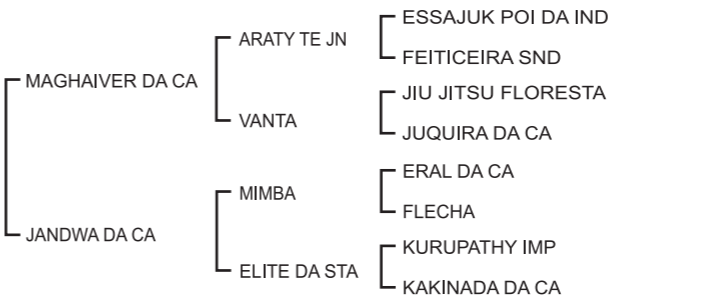 ESSAJUK POI DA IND
ARATY TE JN
FEITICEIRA SND
MAGHAIVER DA CA
JIU JITSU FLORESTA
VANTA
JUQUIRA DA CA
ERAL DA CA
MIMBA
FLECHA
JANDWA DA CA
KURUPATHY IMP
ELITE DA STA
KAKINADA DA CA